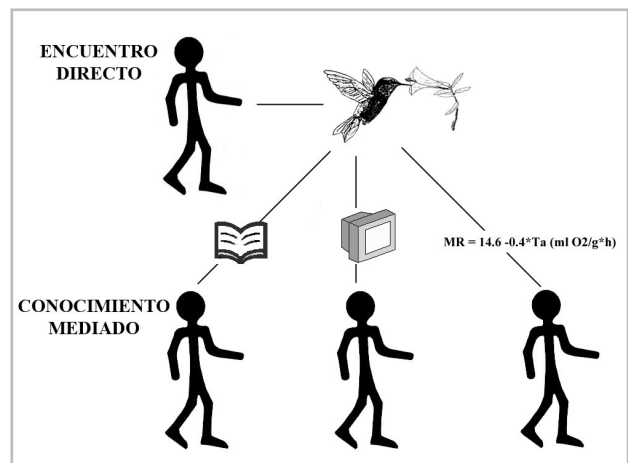 ENCUENTRO
DIRECTO
MR = 14.6 -0.4*Ta (ml O2/g*h)
CONOCIMIENTO
MEDIADO